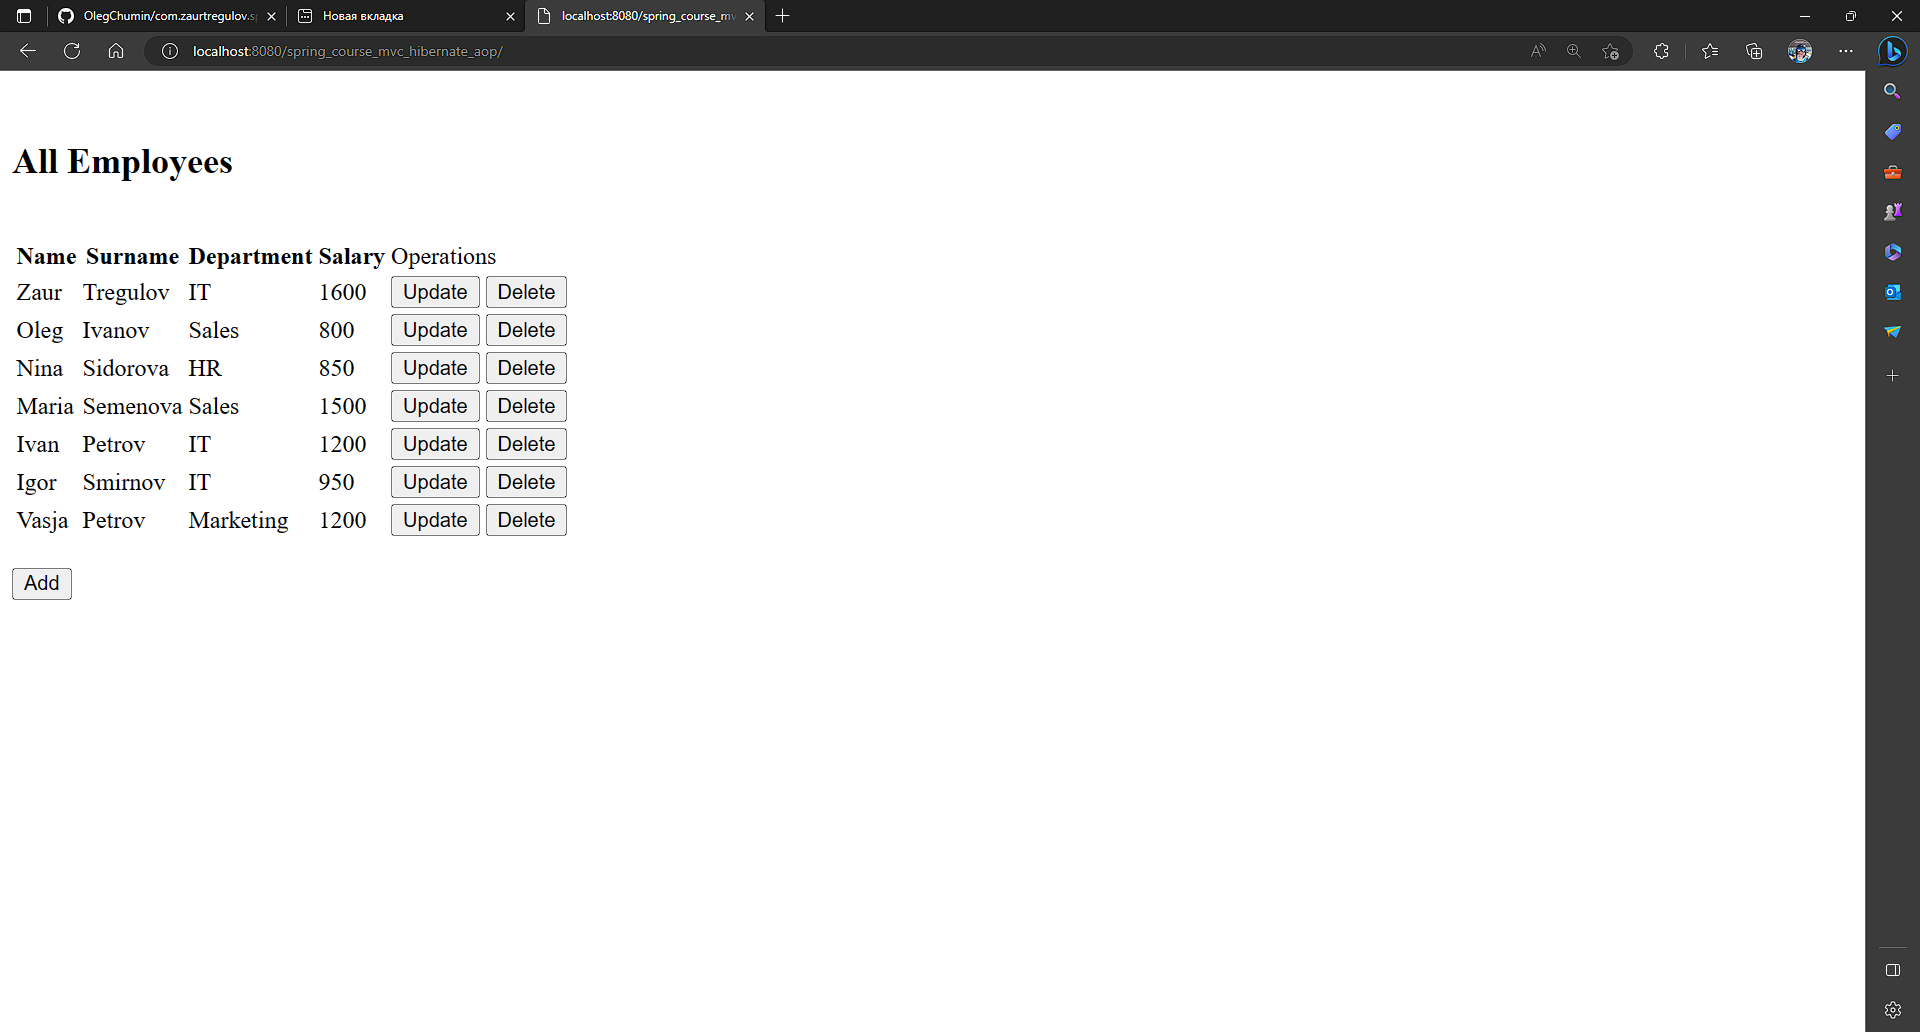 OlegChumin/com.zaurtregulov.s
Новая вкладка
localhost:8080/spring_course_mv
localhost:8080/spring_course_mvc_hibernate_aop/
All Employees
Name Surname Department Salary Operations
Zaur Tregulov IT 1600 Update Delete
Oleg Ivanov Sales 800 Update Delete
Nina Sidorova HR 850 Update Delete
Maria Semenova Sales 1500 Update Delete
Ivan Petrov IT 1200 Update Delete
Igor Smirnov IT 950 Update Delete
Vasja Petrov Marketing 1200 Update Delete
Add